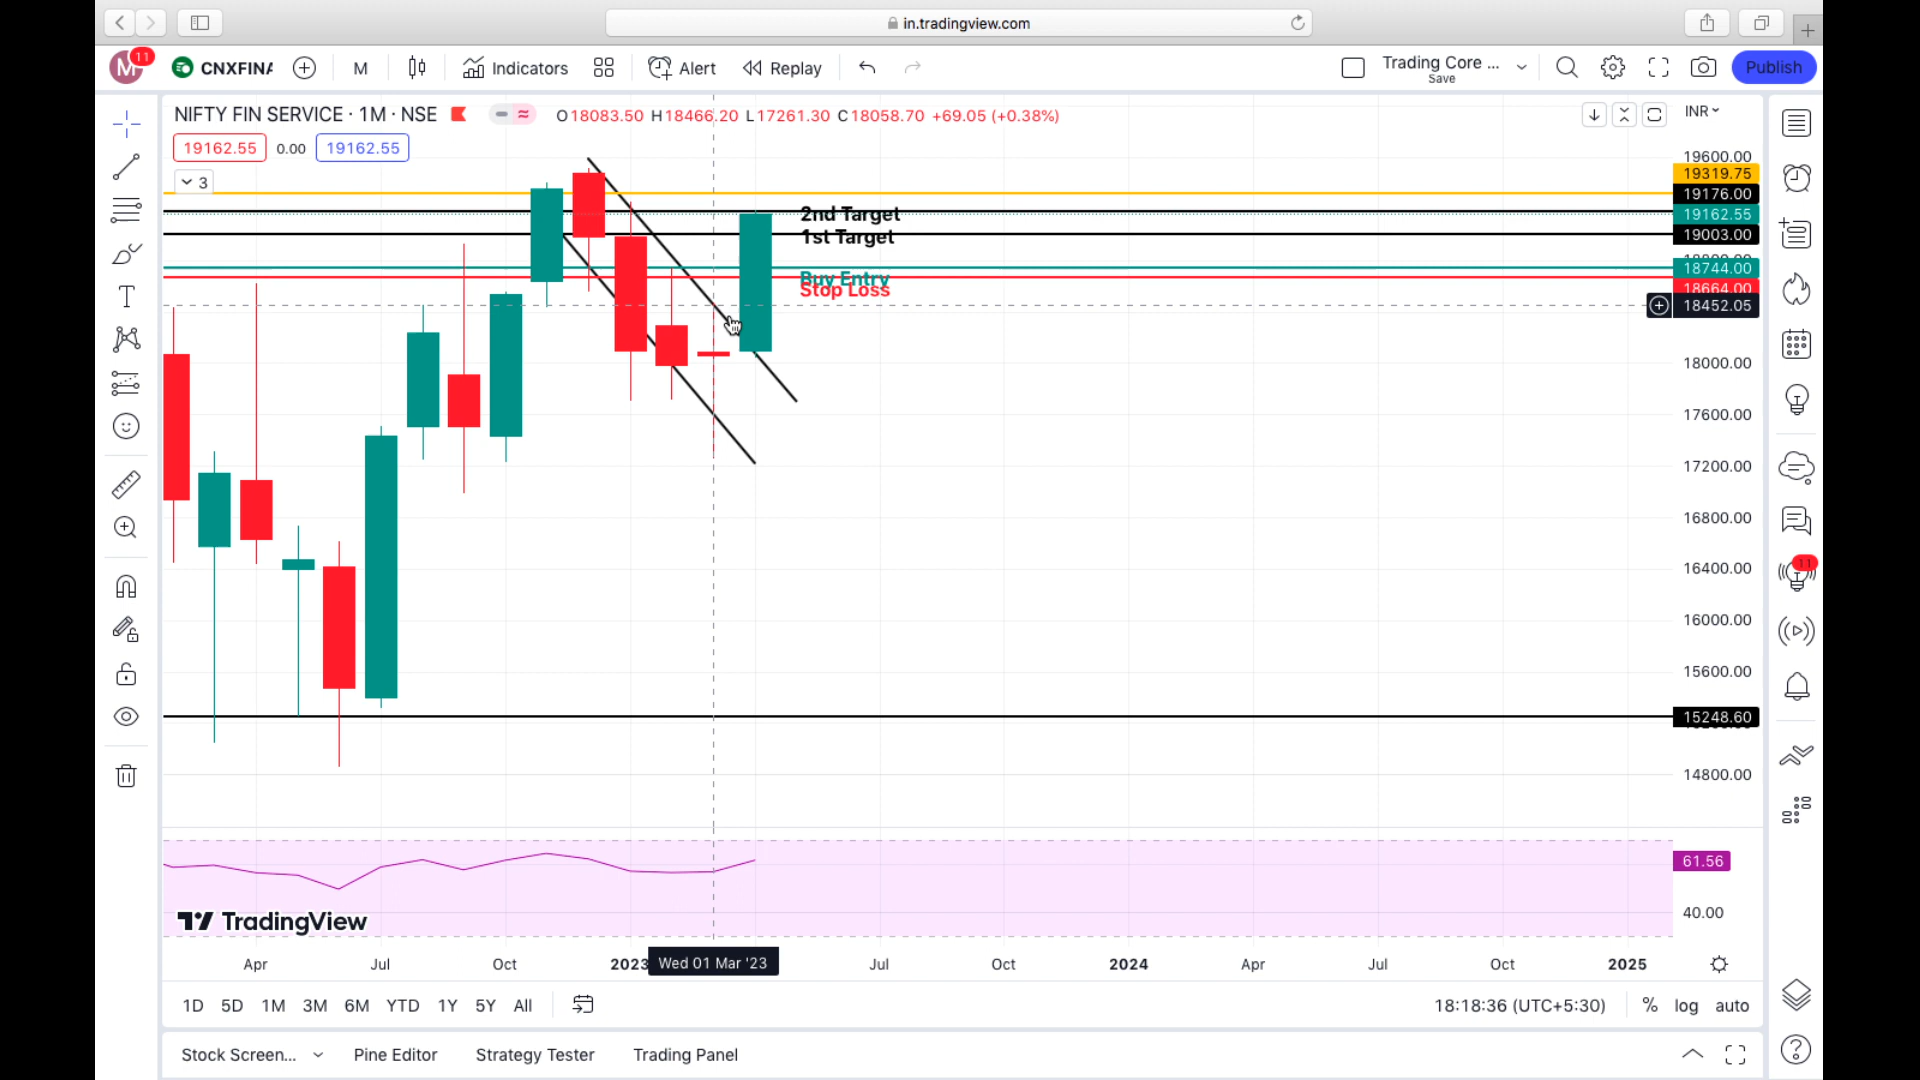 in.tradingview.com
M
11
CNXFINA
M
Indicators
Alert
Replay
Trading Core ...
Save
Publish
NIFTY FIN SERVICE · 1M · NSE
O18083.50 H18466.20 L17261.30 C18058.70 +69.05 (+0.38%)
INR
19162.55
0.00
19162.55
3
19600.00
19319.75
19176.00
2nd Target
19162.55
1st Target
19003.00
18744.00
Buy Entry
Stop Loss
18664.00
18452.05
18000.00
17600.00
17200.00
16800.00
16400.00
11
16000.00
15600.00
15248.60
14800.00
61.56
40.00
TradingView
Apr
Jul
Oct
2023
Wed 01 Mar '23
Jul
Oct
2024
Apr
Jul
Oct
2025
1D 5D 1M 3M 6M YTD 1Y 5Y All
18:18:36 (UTC+5:30)
% log auto
Stock Screen...
Pine Editor
Strategy Tester
Trading Panel